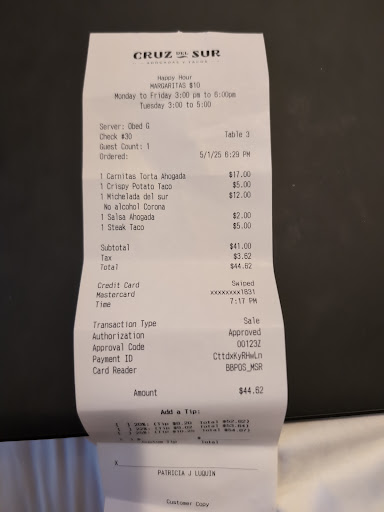 CRUZ DEL SUR
Happy Hour
MARGARITAS $10
Monday to Friday 3:00 pm to 6:00pm
Tuesday 3:00 to 5:00
Server: Obed G
Check #30 Table 3
Guest Count: 1
Ordered: 5/1/25 6:29 PM
1 Carnitas Torta Ahogada $17.00
1 Crispy Potato Taco $5.00
1 Michelada del sur $12.00
No alcohol Corona
1 Salsa Ahogada $2.00
1 Steak Taco $5.00
Subtotal $41.00
Tax $3.62
Total $44.62
Credit Card Swiped
Mastercard xxxxxxxx1831
Time 7:17 PM
Transaction Type Sale
Authorization Approved
Approval Code 00123Z
Payment ID CttdxKyRHwLn
Card Reader BBPOS_MSR
Amount $44.62
Add a Tip:
X
PATRICIA J LUQUIN
Customer Copy